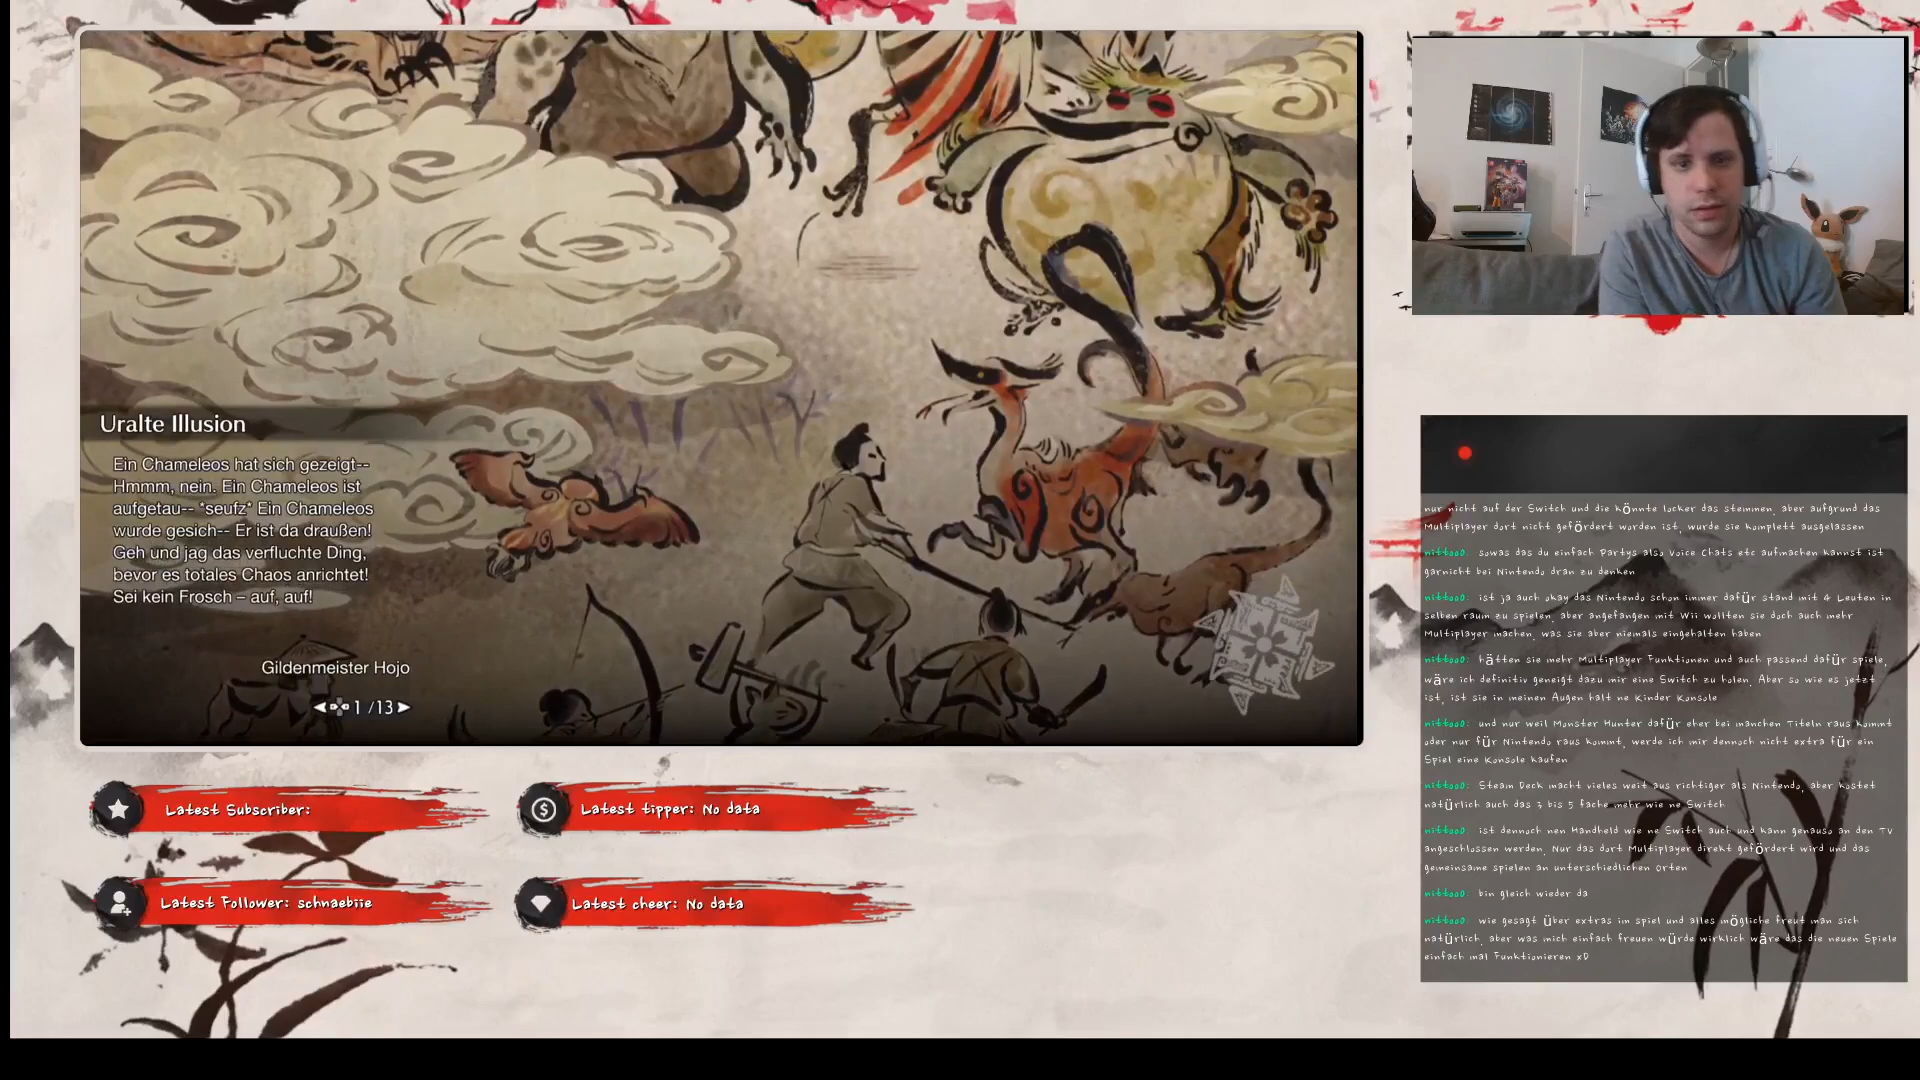 Uralte Illusion
Ein Chameleos hat sich gezeigt--
Hmmm, nein. Ein Chameleos ist
aufgetau-- *seufz* Ein Chameleos
wurde gesich-- Er ist da draußen!
Geh und jag das verfluchte Ding,
bevor es totales Chaos anrichtet!
Sei kein Frosch – auf, auf!
Gildenmeister Hojo
1 /13
Latest Subscriber:
Latest tipper: No data
Latest Follower: schnaebiie
Latest cheer: No data
nur nicht auf der Switch und die könnte locker das stemmen, aber aufgrund das
Multiplayer dort nicht gefördert worden ist, wurde sie komplett ausgelassen
nittooo: sowas das du einfach Partys also Voice Chats etc aufmachen kannst ist
garnicht bei Nintendo dran zu denken
nittooo: ist ja auch okay das Nintendo schon immer dafür stand mit 4 Leuten in
selben raum zu spielen, aber angefangen mit Wii wollten sie doch auch mehr
Multiplayer machen, was sie aber niemals eingehalten haben
nittooo: hätten sie mehr Multiplayer Funktionen und auch passend dafür spiele,
wäre ich definitiv geneigt dazu mir eine Switch zu holen. Aber so wie es jetzt
ist, ist sie in meinen Augen halt ne Kinder Konsole
nittooo: und nur weil Monster Hunter dafür eher bei manchen Titeln raus kommt
oder nur für Nintendo raus kommt, werde ich mir dennoch nicht extra für ein
Spiel eine Konsole kaufen
nittooo: Steam Deck macht vieles weit aus richtiger als Nintendo, aber kostet
natürlich auch das 3 bis 5 fache mehr wie ne Switch
nittooo: ist dennoch nen Handheld wie ne Switch auch und kann genauso an den TV
angeschlossen werden. Nur das dort Multiplayer direkt gefördert wird und das
gemeinsame spielen an unterschiedlichen Orten
nittooo: bin gleich wieder da
nittooo: wie gesagt über extras im spiel und alles mögliche freut man sich
natürlich, aber was mich einfach freuen würde wirklich wäre das die neuen Spiele
einfach mal Funktionieren xD